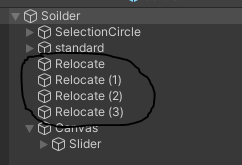 Soilder
SelectionCircle
standard
Relocate
Relocate (1)
Relocate (2)
Relocate (3)
Canvas
Slider